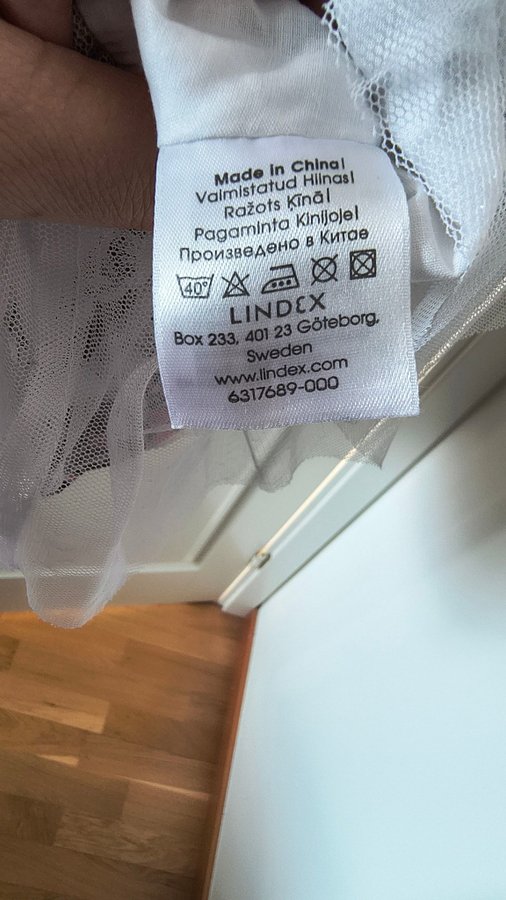 Made in China|
Valmistatud Hiinas|
Ražots Ķīnā|
Pagaminta Kinijoje|
Произведено в Китае
40°
LINDEX
Box 233, 401 23 Göteborg,
Sweden
www.lindex.com
6317689-000